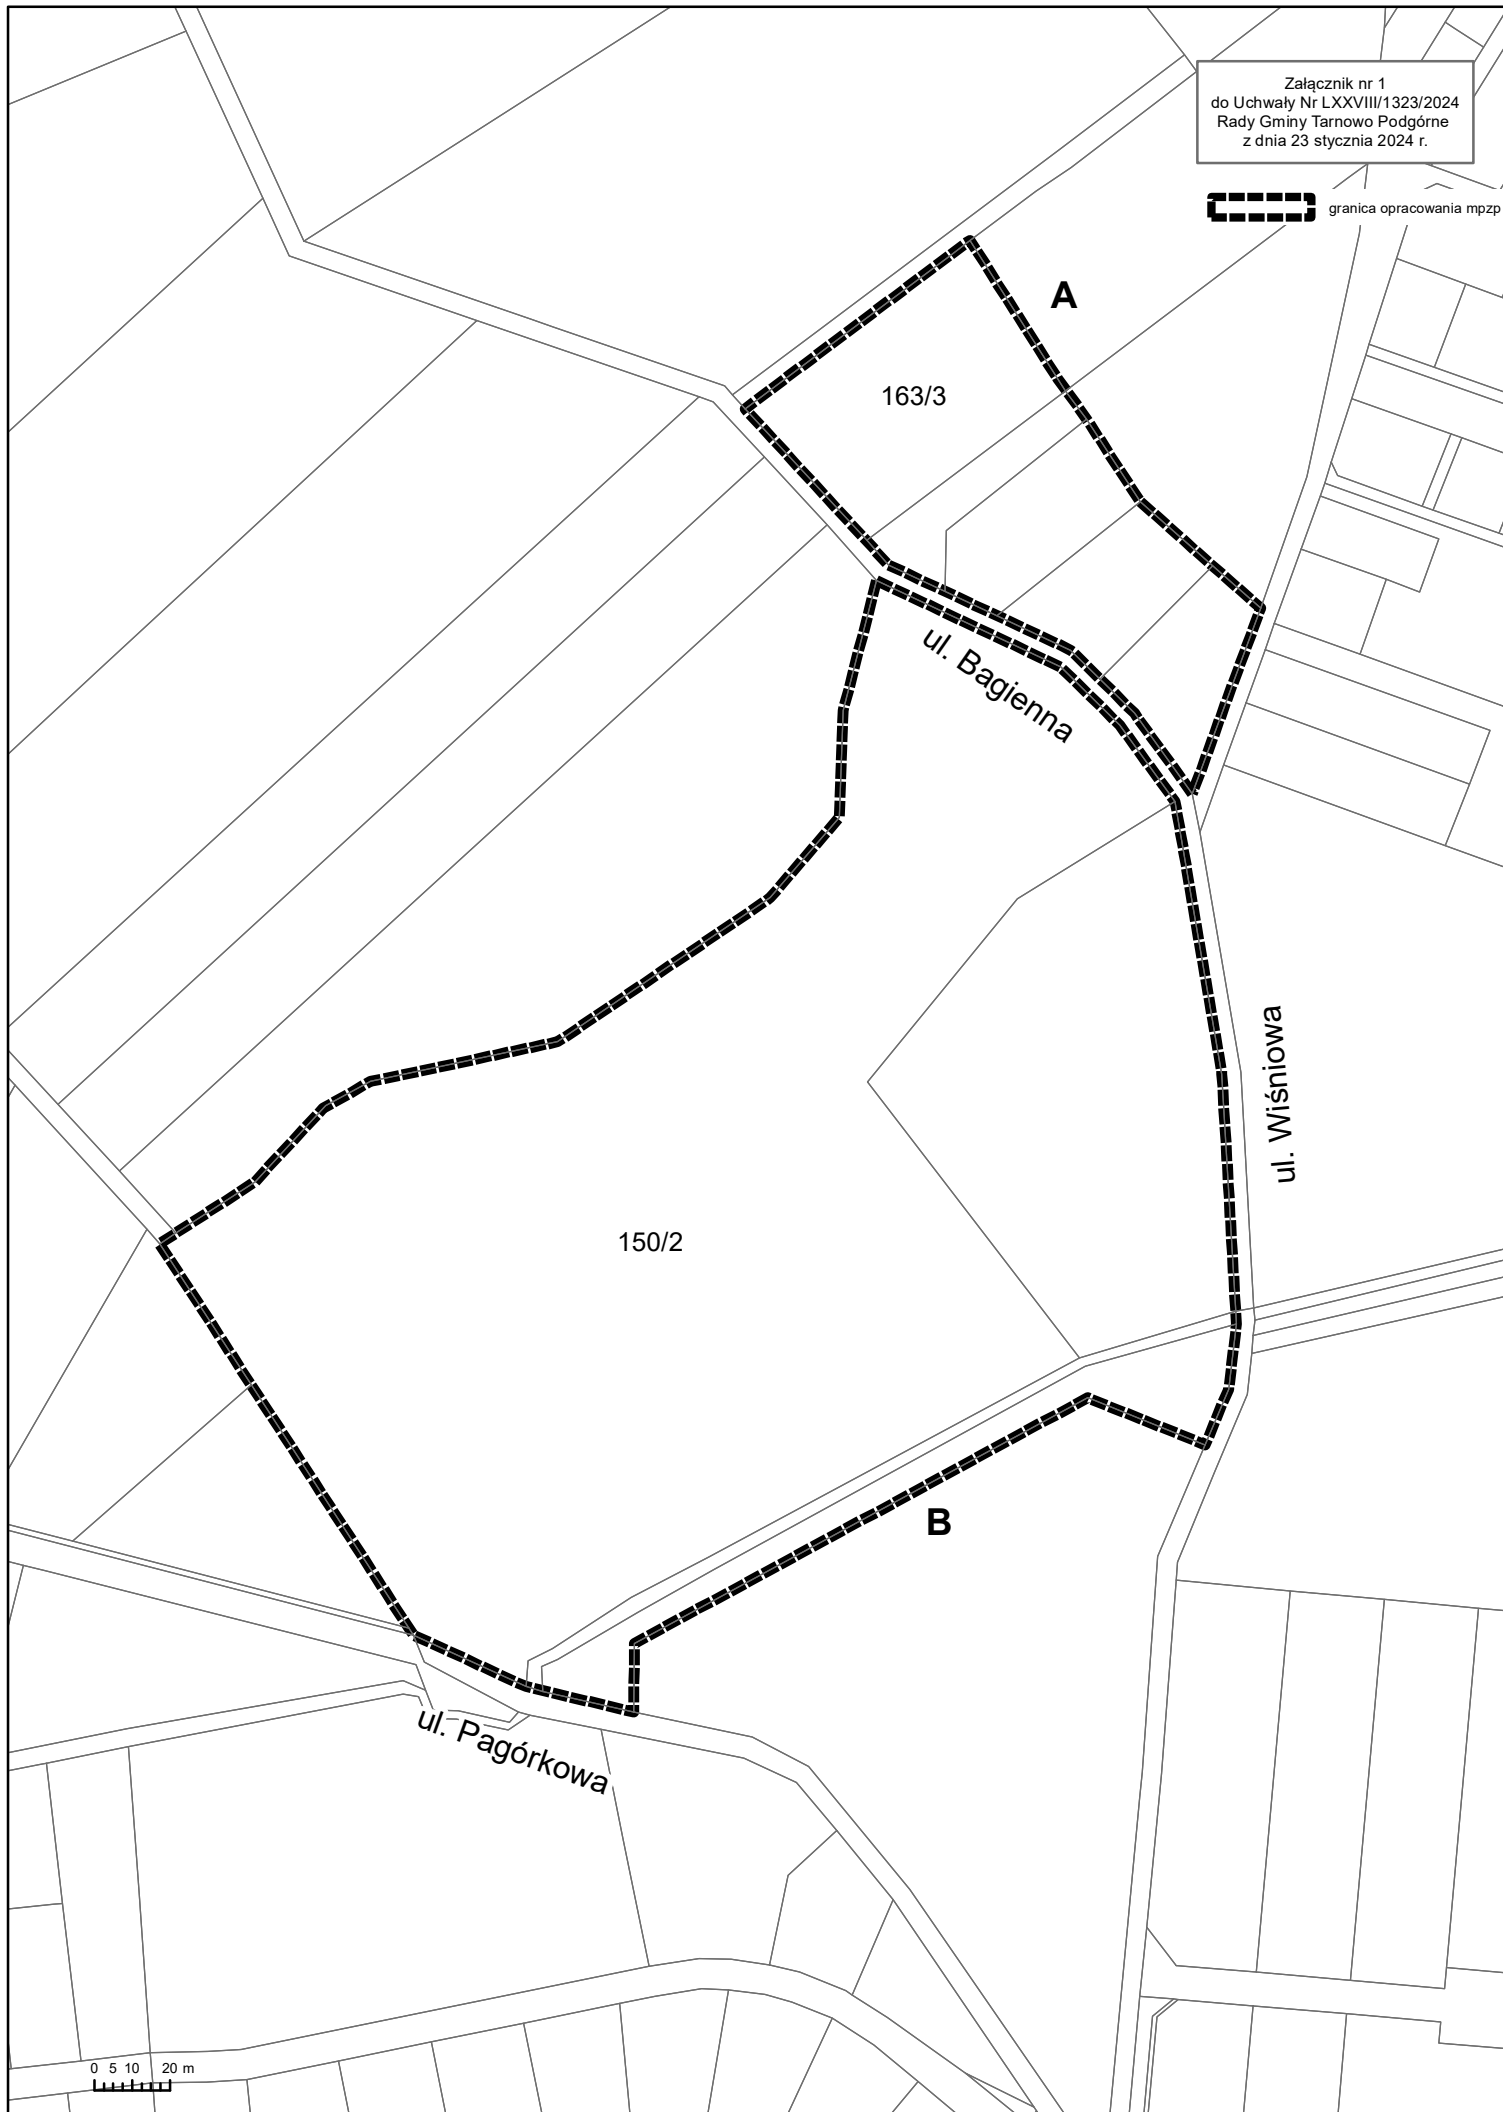 Załącznik nr 1
do Uchwały Nr LXXVIII/1323/2024
Rady Gminy Tarnowo Podgórne
z dnia 23 stycznia 2024 r.
granica opracowania mpzp
A
163/3
ul. Bagienna
ul. Wiśniowa
150/2
B
ul. Pagórkowa
0 5 10 20 m